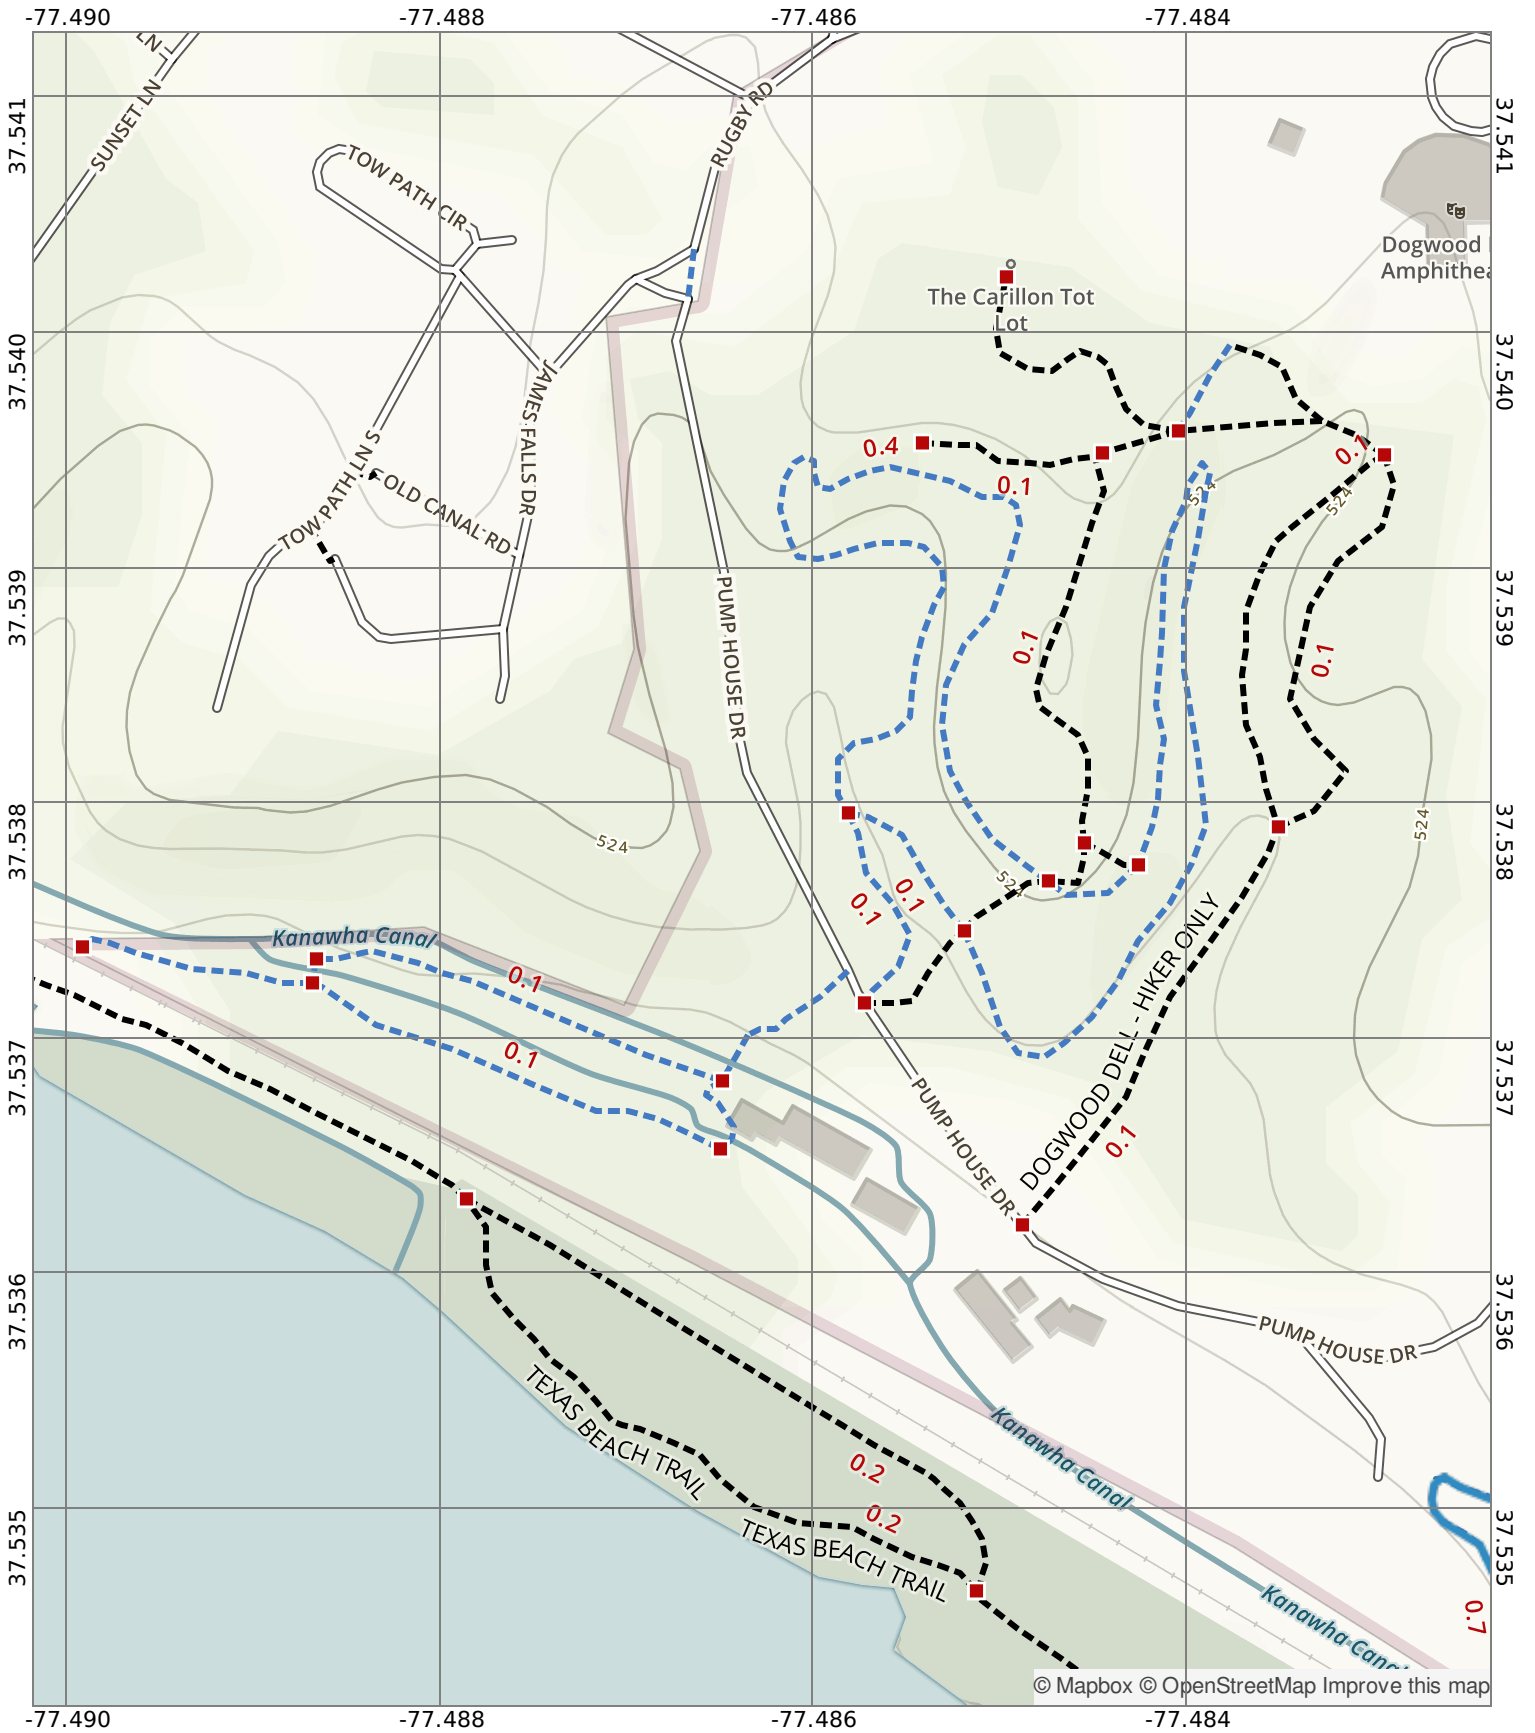 -77.490
-77.488
-77.486
-77.484
LN
SUNSET LN
RUGBY RD
37.541
37.541
TOW PATH CIR
Dogwood
Amphithea
The Carillon Tot
Lot
37.540
37.540
JAMES FALLS DR
0.4
0.1
0.1
524
524
TOW PATH LN S
OLD CANAL RD
37.539
37.539
PUMP HOUSE DR
0.1
0.1
37.538
37.538
524
524
524
0.1
0.1
Kanawha Canal
0.1
0.1
DOGWOOD DELL - HIKER ONLY
0.1
37.537
37.537
PUMP HOUSE DR
37.536
37.536
PUMP HOUSE DR
TEXAS BEACH TRAIL
0.2
0.2
TEXAS BEACH TRAIL
Kanawha Canal
37.535
37.535
Kanawha Canal
0.7
© Mapbox © OpenStreetMap Improve this map
-77.490
-77.488
-77.486
-77.484